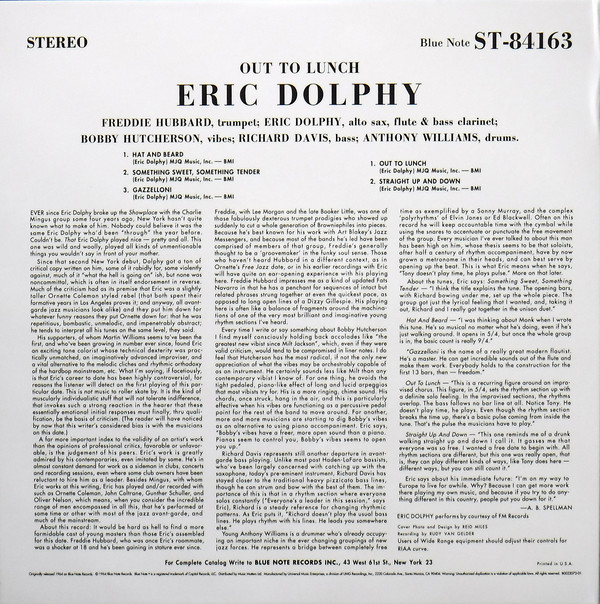 STEREO
Blue Note ST-84163
OUT TO LUNCH
ERIC DOLPHY
FREDDIE HUBBARD, trumpet; ERIC DOLPHY, alto sax, flute & bass clarinet;
BOBBY HUTCHERSON, vibes; RICHARD DAVIS, bass; ANTHONY WILLIAMS, drums.
1. HAT AND BEARD
(Eric Dolphy) MJQ Music, Inc. — BMI
2. SOMETHING SWEET, SOMETHING TENDER
(Eric Dolphy) MJQ Music, Inc. — BMI
3. GAZZELLONI
(Eric Dolphy) MJQ Music, Inc. — BMI
1. OUT TO LUNCH
(Eric Dolphy) MJQ Music, Inc. — BMI
2. STRAIGHT UP AND DOWN
(Eric Dolphy) MJQ Music, Inc. — BMI
EVER since Eric Dolphy broke up the Showplace with the Charlie
Mingus group some four years ago, New York hasn't quite
known what to make of him. Nobody could believe it was the
same Eric Dolphy who'd been "through" the year before.
Couldn't be. That Eric Dolphy played nice — pretty and all. This
one was wild and woolly, played all kinds of unmentionable
things you wouldn't say in front of your mother.
Since that second New York debut, Dolphy got a ton of
critical copy written on him, some of it rabidly for, some violently
against, much of it "what the hell is going on" ish, but none was
noncommittal, which is often in itself endorsement in reverse.
Much of the criticism had as its premise that Eric was a slightly
taller Ornette Coleman styled rebel (that both spent their
formative years in Los Angeles proves it; and anyway, all avant-
garde jazz musicians look alike) and they put him down for
whatever funny reasons they put Ornette down for: that he was
repetitious, bombastic, unmelodic, and impenetrably abstract;
he tends to interpret all his tunes on the same level, they said.
His supporters, of whom Martin Williams seems to've been the
first, and who've been growing in number ever since, found Eric
an exciting tone colorist whose technical dexterity was prac-
tically unmatched, an imaginatively advanced improviser, and
a vital alternative to the melodic cliches and rhythmic orthodoxy
of the hardbop mainstream, etc. What I'm saying, if facetiously,
is that Eric's career to date has been highly controversial, for
reasons the listener will detect on the first playing of this par-
ticular date. This is not music to roller skate by. It is the kind of
muscularly individualistic stuff that will not tolerate indifference,
that invokes such a strong reaction in the hearer that these
essentially emotional initial responses must finally, thru quali-
fication, be the basis of criticism. (The reader will have noticed
by now that this writer's considered bias is with the musicians
on this date.)
A far more important index to the validity of an artist's work
than the opinions of professional critics, favorable or unfavor-
able, is the judgement of his peers. Eric's work is greatly
admired by his contemporaries, even imitated by some. He's in
almost constant demand for work as a sideman in clubs, concerts
and recording sessions, even where some club owners have been
reluctant to hire him as a leader. Besides Mingus, with whom
Eric works at this writing, Eric has played and/or recorded with
such as Ornette Coleman, John Coltrane, Gunther Schuller, and
Oliver Nelson, which means, when you consider the incredible
range of men encompassed in all this, that he's performed at
some time or other with most of the jazz avant-garde, and
much of the mainstream.
About this record: It would be hard as hell to find a more
formidable cast of young masters than those Eric's assembled
for this date. Freddie Hubbard, who was once Eric's roommate,
was a shocker at 18 and he's been gaining in stature ever since.
Freddie, with Lee Morgan and the late Booker Little, was one of
those fabulously dexterous trumpet prodigies who showed up
suddenly to cut a whole generation of flowerphiles into pieces.
Because he's best known for his work with Art Blakey's Jazz
Messengers, and because most of the bands he's led have been
comprised of members of that group, Freddie's generally
thought to be a 'groovemaker' in the funky soul sense. Those
who haven't heard Hubbard in a different context, as in
Ornette's Free Jazz date, or in his earlier recordings with Eric
will have quite an ear-opening experience with his playing
here. Freddie Hubbard impresses me as a kind of updated Fats
Navarro in that he has a penchant for sequences of intact but
related phrases strung together at even the quickest pace, as
opposed to long open lines of a Dizzy Gillespie. His playing
here is often like a balance of fragments around the machina-
tions of one of the very most brilliant and imaginative young
rhythm sections I've heard.
Every time I write or say something about Bobby Hutcherson
I find myself consciously holding back accolades like "the
greatest new vibist since Milt Jackson", which, even if they were
valid criticism, would tend to be compromised in liner notes. I do
feel that Hutcherson has the most radical, if not the only new
appreciation of where the vibes may be orchestrally capable of
as an instrument. He certainly sounds less like Milt than any
contemporary vibist I know of. For one thing, he avoids the
fluffed pedaled, piano-like effect of long and lucid arpeggios
that most vibists go for. His is a more ringing, chime sound. The
chords, once struck, hang in the air; and this is particularly
effective when his vibes are functioning as a percussive pedal
point for the rest of the band to move around. For another,
more and more musicians are starting to dig Bobby's vibes
as an alternative to using piano accompaniment. Eric says,
"Bobby's vibes have a freer, more open sound than a piano.
Pianos seem to control you, Bobby's vibes seems to open
you up."
Richard Davis represents still another departure in avant-
garde bass playing. Unlike most Haden-LaFaro bassists,
who've been largely concerned with catching up with the
saxophone, today's pre-eminent instrument, Richard Davis has
stayed closer to the traditional heavy pizzicato bass lines,
though he can strum and bow with the best of them. The im-
portance of this is that in a rhythm section where everyone
solos constantly ("Everyone's a leader in this session", says
Eric), Richard is a steady reference for changing rhythmic
patterns. As Eric puts it, "Richard doesn't play the usual bass
lines. He plays rhythm with his lines. He leads you somewhere
else."
Young Anthony Williams is a drummer who's already occupy-
ing an important niche in the ever changing groupings of new
jazz forces. He represents a bridge between completely free
time as exemplified by a Sonny Murray, and the complex
'polyrhythms' of Elvin Jones or Ed Blackwell. Often on this
record he will keep accountable time with the cymbal while
using the snares to accentuate or punctuate the free movement
of the group. Every musician I've ever talked to about this man
has been high on him, whose thesis seems to be that soloists,
after half a century of rhythm accompaniment, have by now
grown a metronome in their heads, and can best serve by
opening up the beat. This is what Eric means when he says,
"Tony doesn't play time, he plays pulse." More on that later.
About the tunes, Eric says: Something Sweet, Something
Tender — "I think the title explains the tune. The opening bars,
with Richard bowing under me, set up the whole piece. The
group got just the lyrical feeling that I wanted, and, taking it
out, Richard and I really got together in the unison duet."
Hat And Beard — "I was thinking about Monk when I wrote
this tune. He's so musical no matter what he's doing, even if he's
just walking around. It opens in 5/4, but once the whole group
is in, the basic count is really 9/4."
"Gazzelloni is the name of a really great modern flautist.
He's a master. He can get incredible sounds out of the flute and
make them work. Everybody holds to the construction for the
first 13 bars, then — freedom."
Out To Lunch — "This is a recurring figure around an impro-
vised chorus. This figure, in 5/4, sets the rhythm section up with
a definite solo feeling. In the improvised sections, the rhythms
overlap. The bass follows no bar line at all. Notice Tony. He
doesn't play time, he plays. Even though the rhythm section
breaks the time up, there's a basic pulse coming from inside the
tune. That's the pulse the musicians have to play."
Straight Up And Down — "This one reminds me of a drunk
walking straight up and down I call it. It gasses me that
everyone was so free. I wanted a free date to begin with. All
rhythm sections are different, but this one was really open, that
is, they can play different kinds of ways, like Tony does here —
different ways, but you can still count it."
Eric says about his immediate future: "I'm on my way to
Europe to live for awhile. Why? Because I can get more work
there playing my own music, and because if you try to do any-
thing different in this country, people put you down for it."
—A. B. SPELLMAN
ERIC DOLPHY performs by courtesy of FM Records
Cover Photo and Design by REID MILES
Recording by RUDY VAN GELDER
Users of Wide Range equipment should adjust their controls for
RIAA curve.
For Complete Catalog Write to BLUE NOTE RECORDS INC., 43 West 61st St., New York 23
Printed in U.S.A.